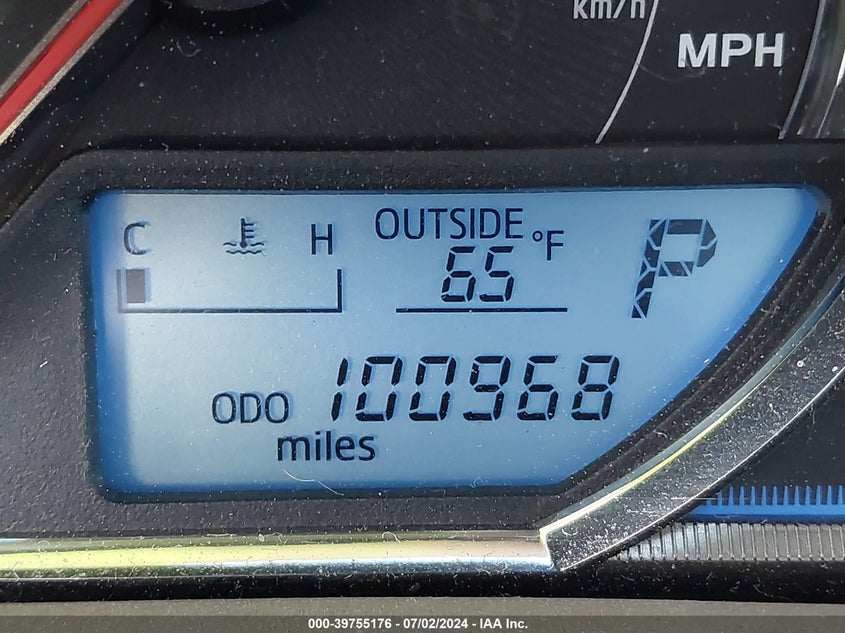 km/h
MPH
C H
OUTSIDE °F
65
P
ODO 100968
miles
000-39755176 - 07/02/2024 - IAA Inc.